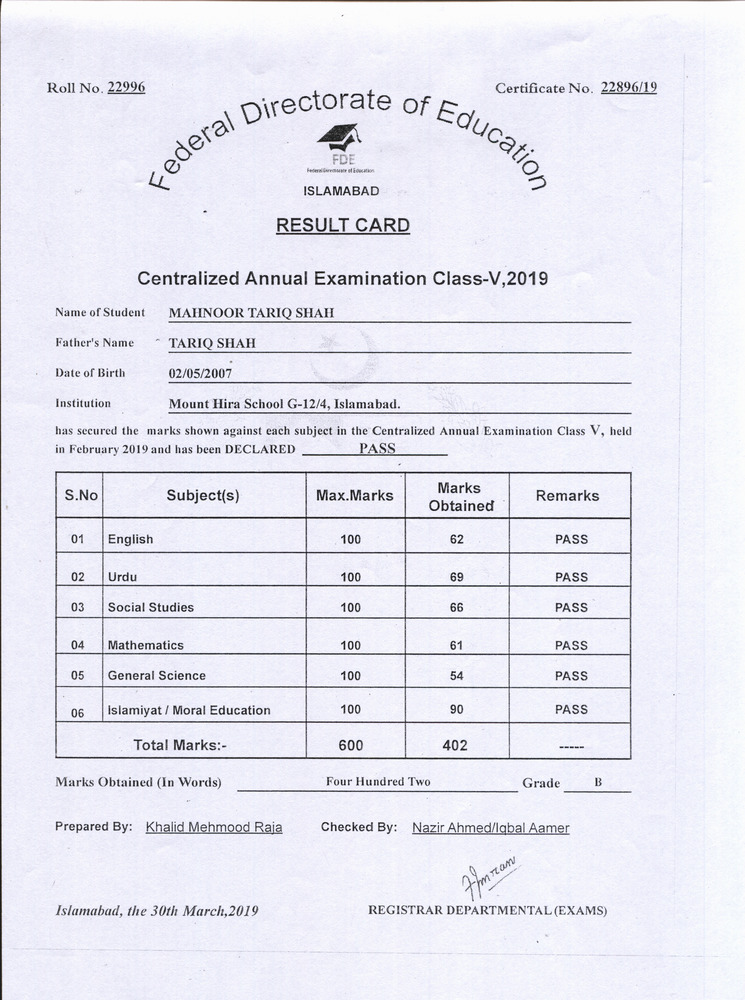 Roll No. 22996 Certificate No. 22896/19
Federal Directorate of Education
FDE
Federal Directorate of Education
ISLAMABAD
RESULT CARD
Centralized Annual Examination Class-V,2019
Name of Student MAHNOOR TARIQ SHAH
Father's Name TARIQ SHAH
Date of Birth 02/05/2007
Institution Mount Hira School G-12/4, Islamabad.
has secured the marks shown against each subject in the Centralized Annual Examination Class V, held
in February 2019 and has been DECLARED PASS
S.No Subject(s) Max.Marks Marks Obtained Remarks
01 English 100 62 PASS
02 Urdu 100 69 PASS
03 Social Studies 100 66 PASS
04 Mathematics 100 61 PASS
05 General Science 100 54 PASS
06 Islamiyat / Moral Education 100 90 PASS
Total Marks:- 600 402 -----
Marks Obtained (In Words) Four Hundred Two Grade B
Prepared By: Khalid Mehmood Raja Checked By: Nazir Ahmed/Iqbal Aamer
Islamabad, the 30th March,2019 REGISTRAR DEPARTMENTAL (EXAMS)